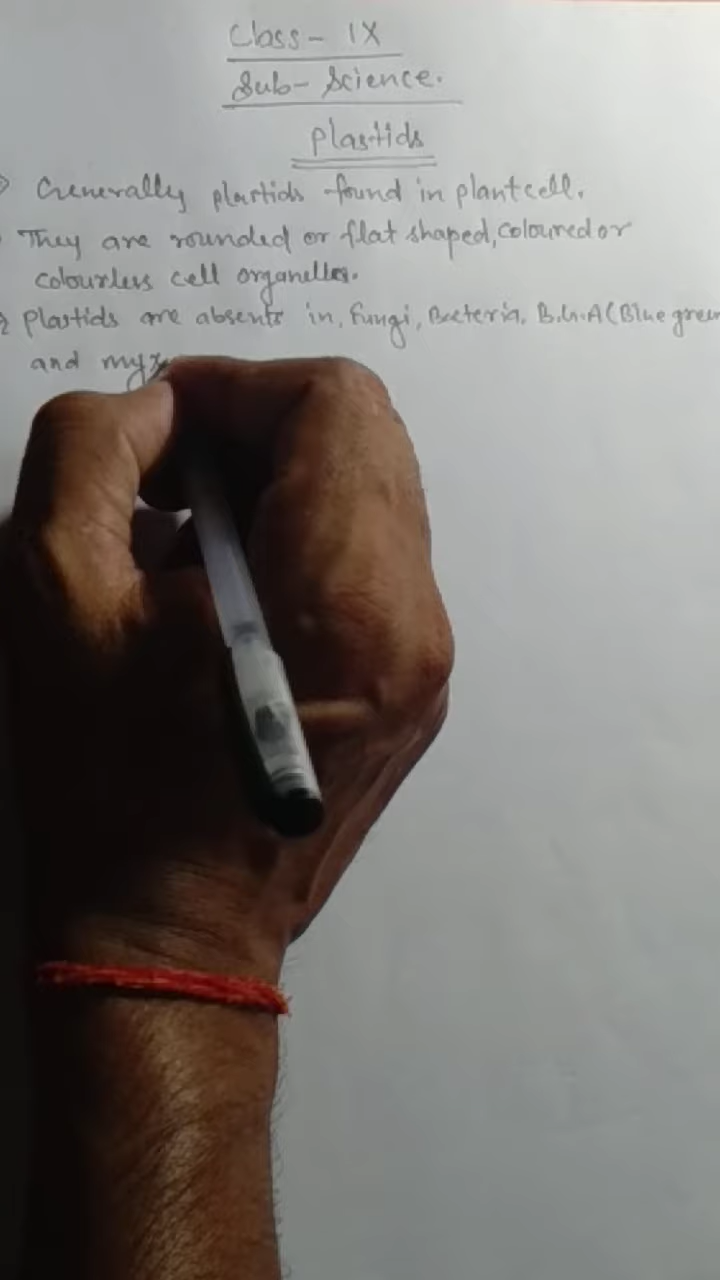 Class- IX
Sub- Science.
Plastids
Generally plastids found in plant cell.
They are rounded or flat shaped, coloured or
colourless cell organelles.
Plastids are absents in, Fungi, Bacteria, B.G.A (Blue green
and myx